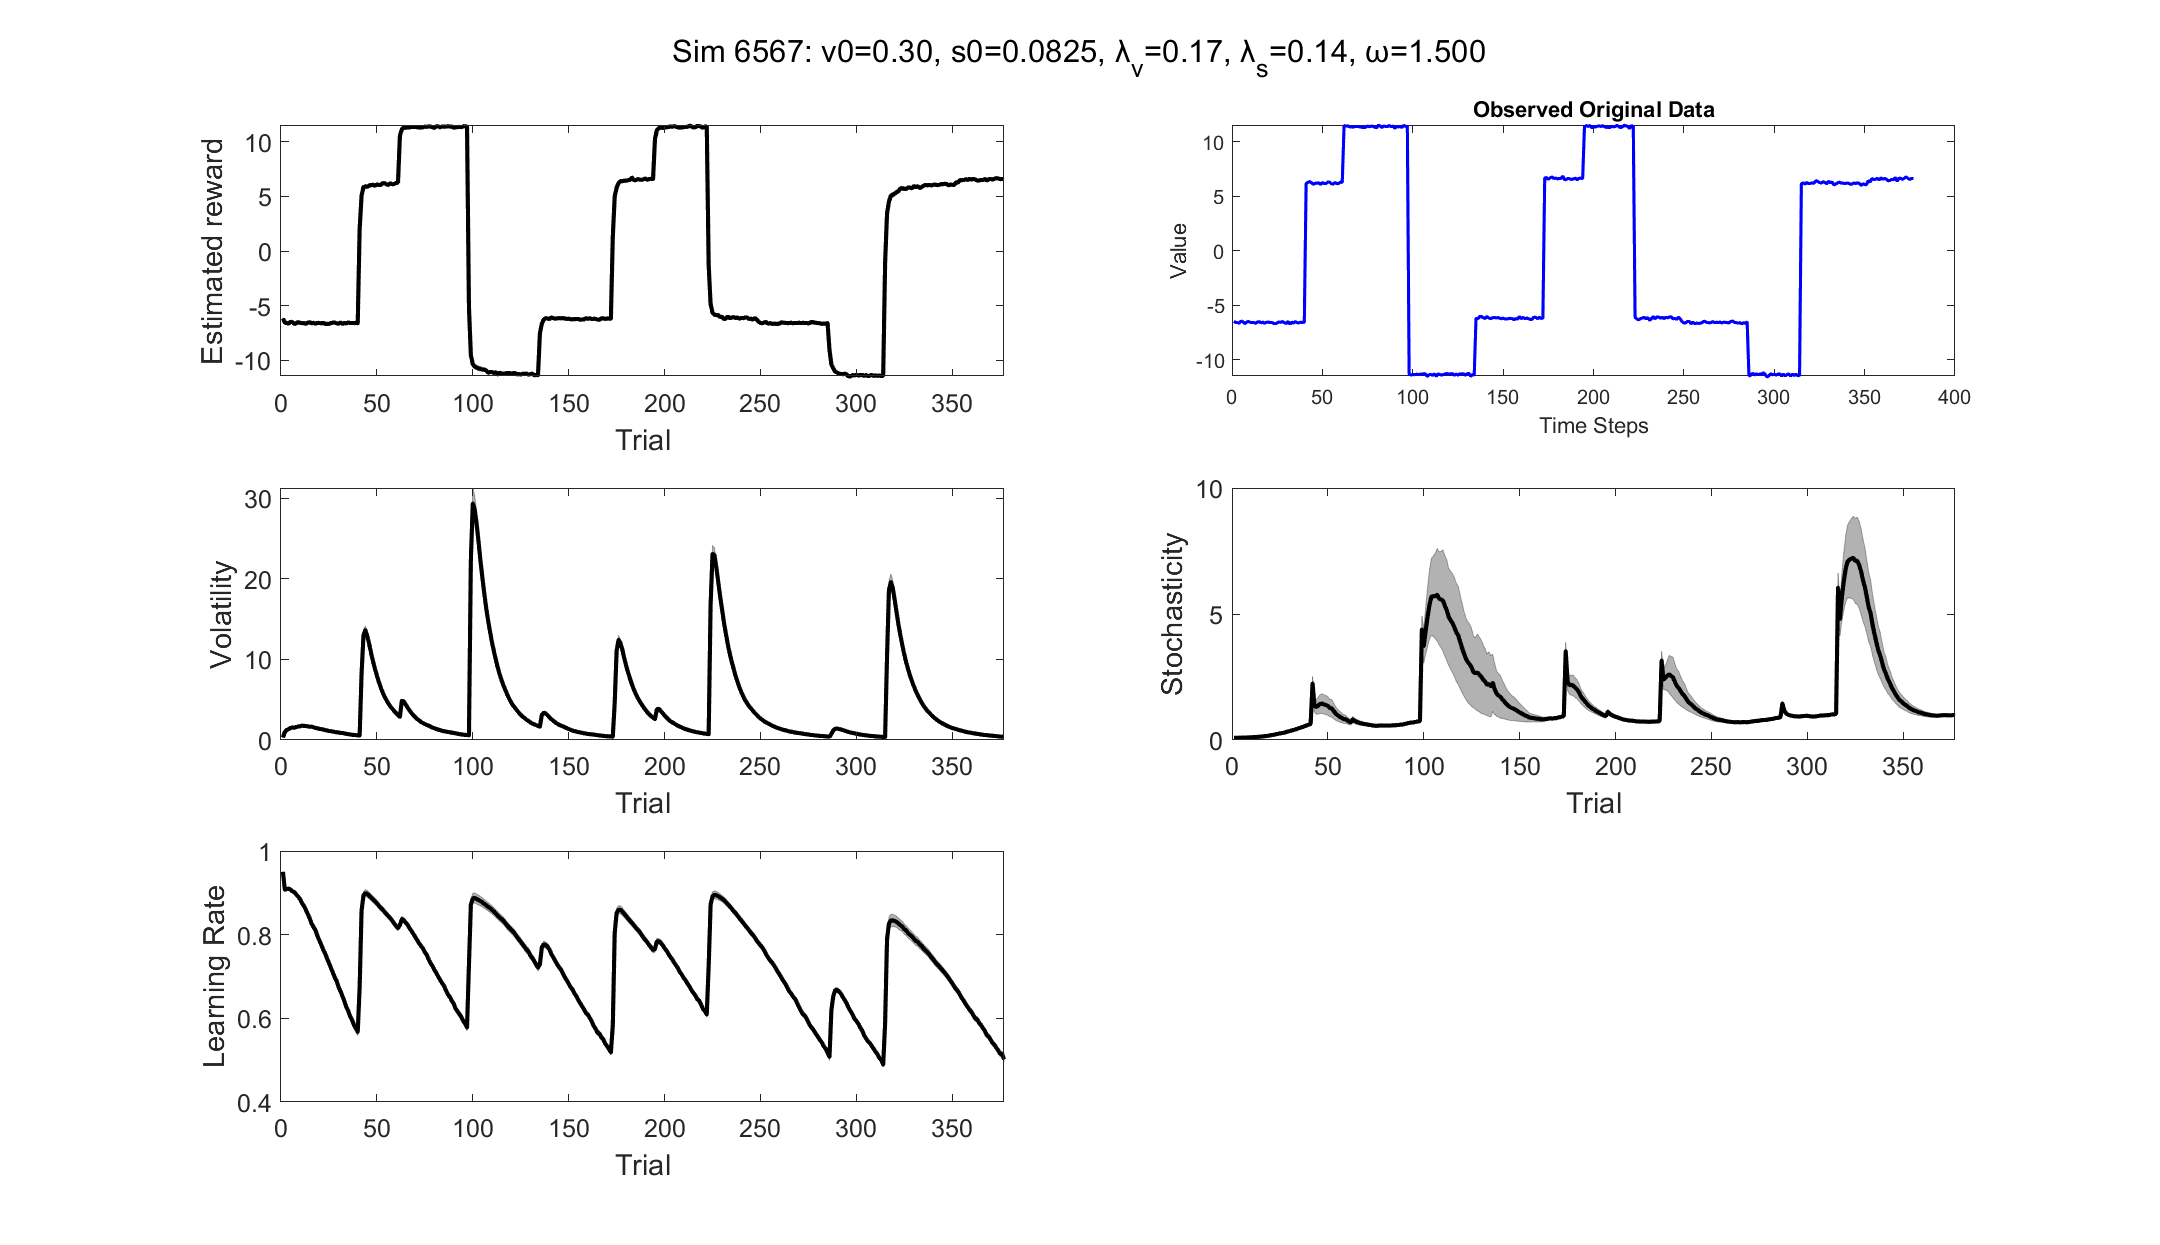 Sim 6567: v0=0.30, s0=0.0825, λv=0.17, λs=0.14, ω=1.500
Estimated reward
10
5
0
-5
-10
0 50 100 150 200 250 300 350
Trial
Observed Original Data
Value
10
5
0
-5
-10
0 50 100 150 200 250 300 350 400
Time Steps
Volatility
30
20
10
0
0 50 100 150 200 250 300 350
Trial
Stochasticity
10
5
0
0 50 100 150 200 250 300 350
Trial
Learning Rate
1
0.8
0.6
0.4
0 50 100 150 200 250 300 350
Trial